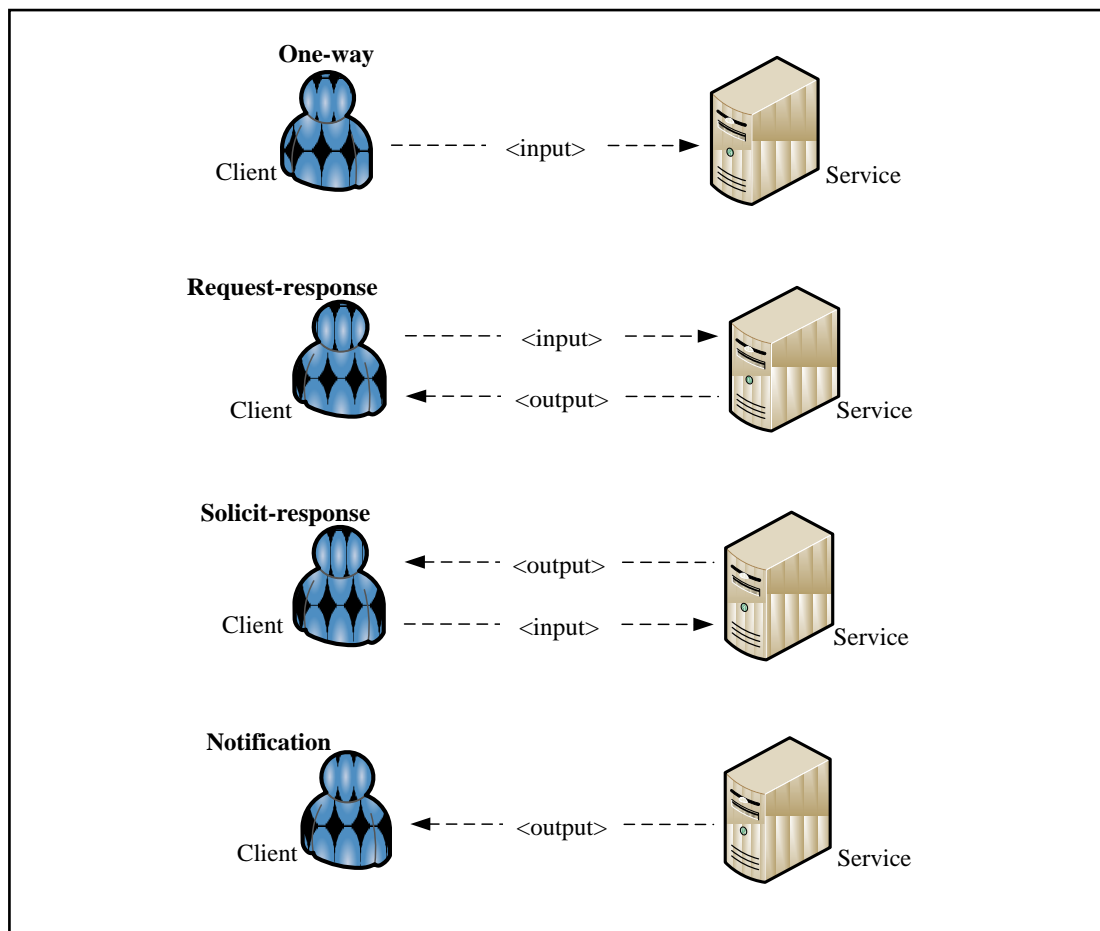 One-way
<input>
Client
Service
Request-response
<input>
<output>
Client
Service
Solicit-response
<output>
<input>
Client
Service
Notification
<output>
Client
Service